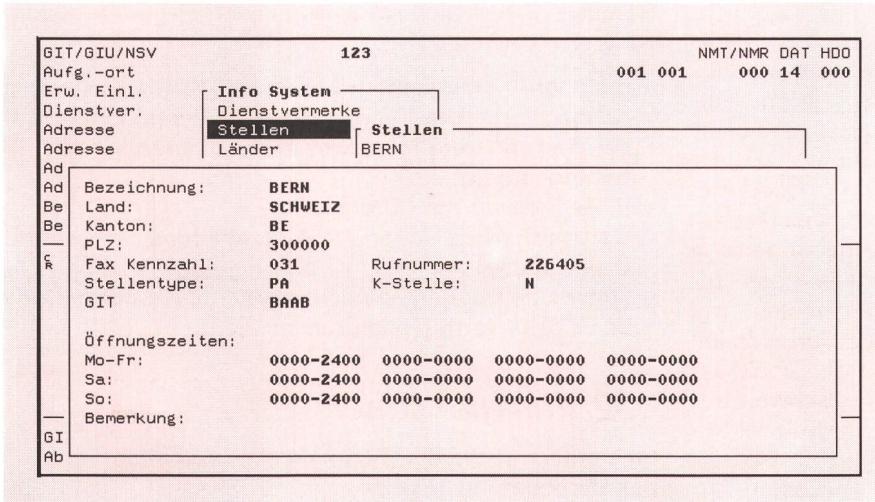 GIT/GIU/NSV 123 NMT/NMR DAT HDO
Aufg.-ort 001 001 000 14 000
Erw. Einl. Info System
Dienstver. Dienstvermerke
Adresse Stellen Stellen
Adresse Länder BERN
Ad
Ad Bezeichnung: BERN
Be Land: SCHWEIZ
Be Kanton: BE
PLZ: 300000
CR Fax Kennzahl: 031 Rufnummer: 226405
Stellentype: PA K-Stelle: N
GIT BAAB
Öffnungszeiten:
Mo-Fr: 0000-2400 0000-0000 0000-0000 0000-0000
Sa: 0000-2400 0000-0000 0000-0000 0000-0000
So: 0000-2400 0000-0000 0000-0000 0000-0000
Bemerkung:
GI
Ab